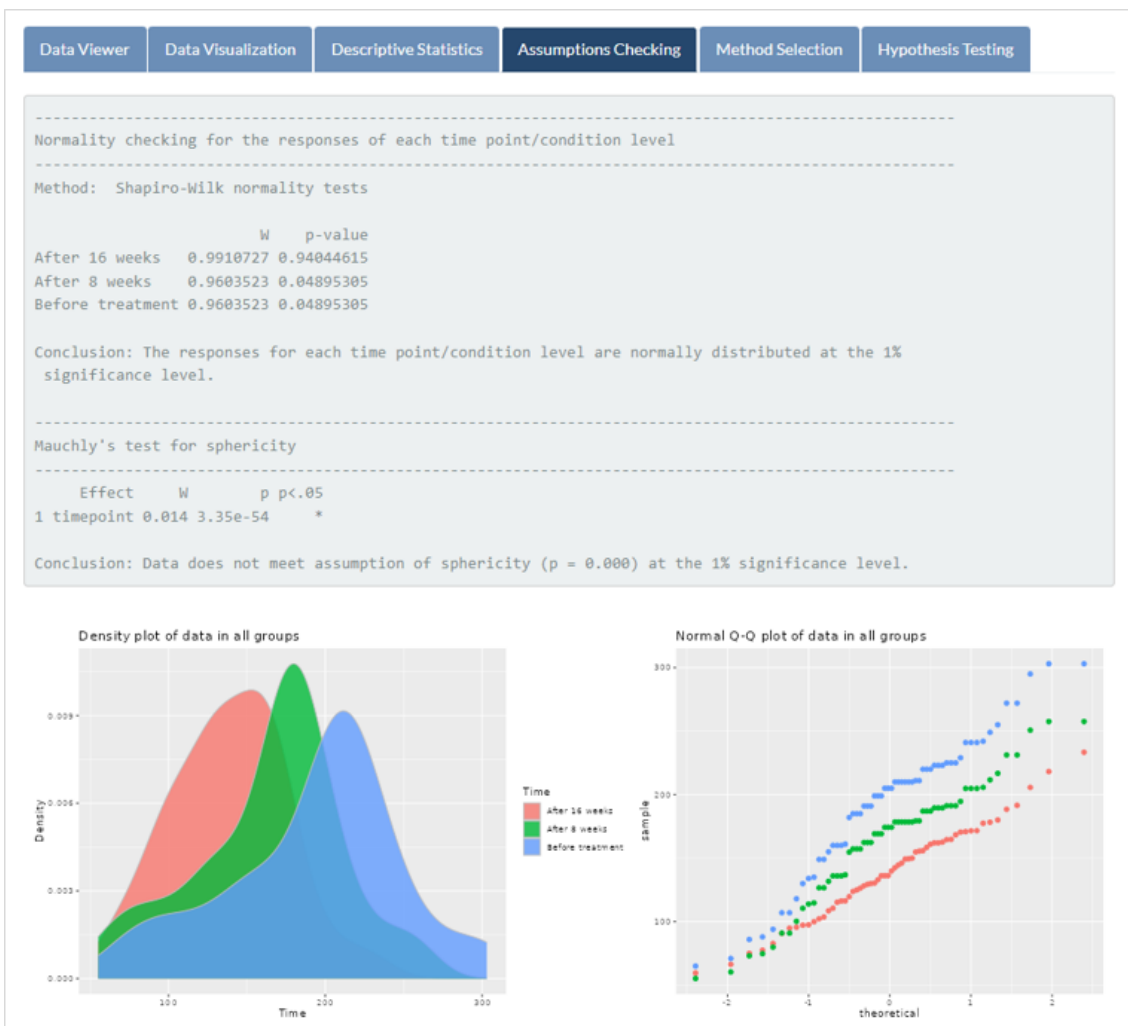 Data Viewer
Data Visualization
Descriptive Statistics
Assumptions Checking
Method Selection
Hypothesis Testing
--------------------------------------------------------------------------------------------
Normality checking for the responses of each time point/condition level
--------------------------------------------------------------------------------------------
Method:  Shapiro-Wilk normality tests
W    p-value
After 16 weeks   0.9910727 0.94044615
After 8 weeks    0.9603523 0.04895305
Before treatment 0.9603523 0.04895305
Conclusion: The responses for each time point/condition level are normally distributed at the 1%
significance level.
--------------------------------------------------------------------------------------------
Mauchly's test for sphericity
--------------------------------------------------------------------------------------------
Effect     W       p p<.05
1 timepoint 0.014 3.35e-54     *
Conclusion: Data does not meet assumption of sphericity (p = 0.000) at the 1% significance level.
Density plot of data in all groups
0.009
0.006
0.003
0.000
Density
100
200
300
Time
Time
After 16 weeks
After 8 weeks
Before treatment
Normal Q-Q plot of data in all groups
300
200
100
sample
-2
-1
0
1
2
theoretical